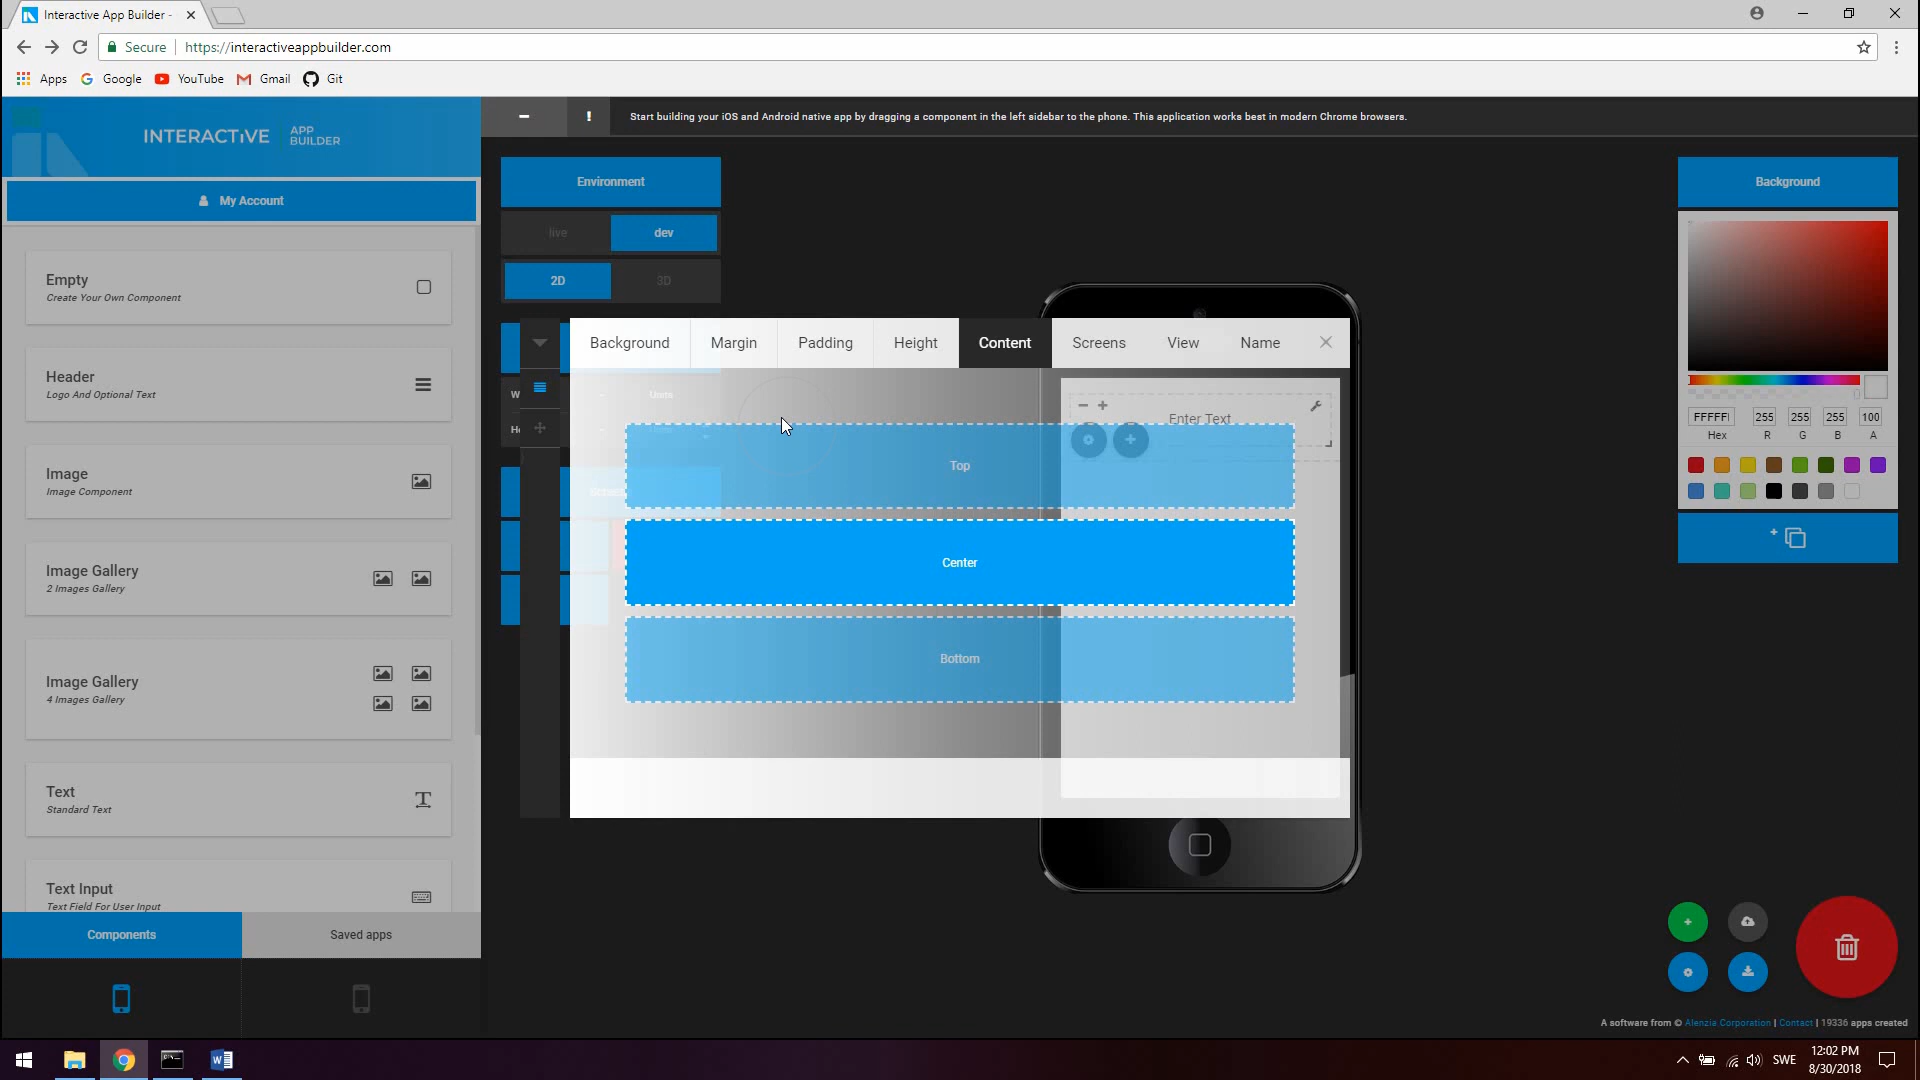 Interactive App Builder -
Secure
https://interactiveappbuilder.com
Apps
Google
YouTube
Gmail
Git
INTERACTIVE
APP
BUILDER
My Account
Empty
Create Your Own Component
Header
Logo And Optional Text
Image
Image Component
Image Gallery
2 Images Gallery
Image Gallery
4 Images Gallery
Text
Standard Text
Text Input
Text Field For User Input
Components
Saved apps
Start building your iOS and Android native app by dragging a component in the left sidebar to the phone. This application works best in modern Chrome browsers.
Environment
live
dev
2D
3D
Units
Background
Margin
Padding
Height
Content
Screens
View
Name
Enter Text
Top
Center
Bottom
Background
FFFFF
255
255
255
100
Hex
R
G
B
A
A software from © Alenzia Corporation | Contact | 19336 apps created
SWE
12:02 PM
8/30/2018